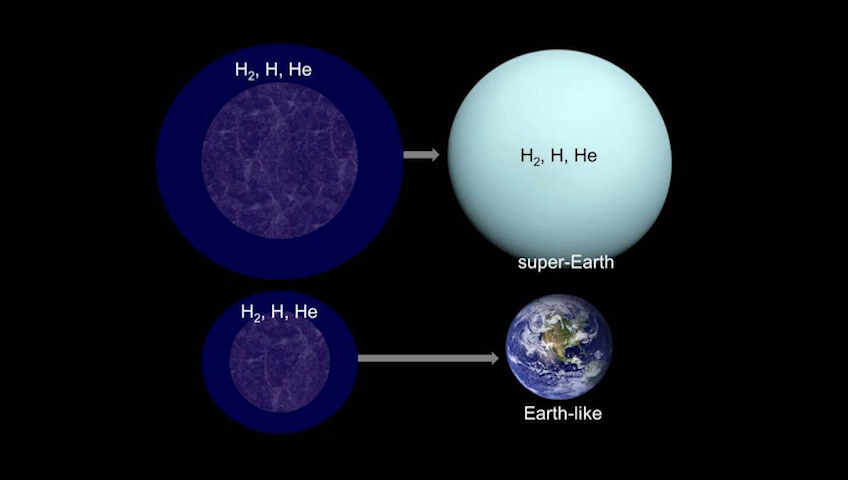 H₂, H, He
H₂, H, He
super-Earth
H₂, H, He
Earth-like